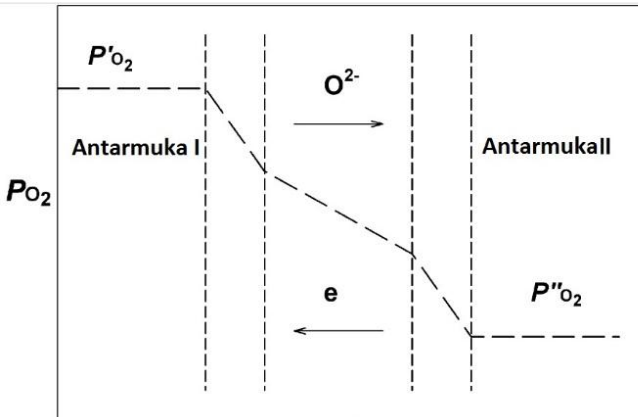 P'O₂
O²⁻
Antarmuka I
AntarmukaII
PO₂
e
P''O₂